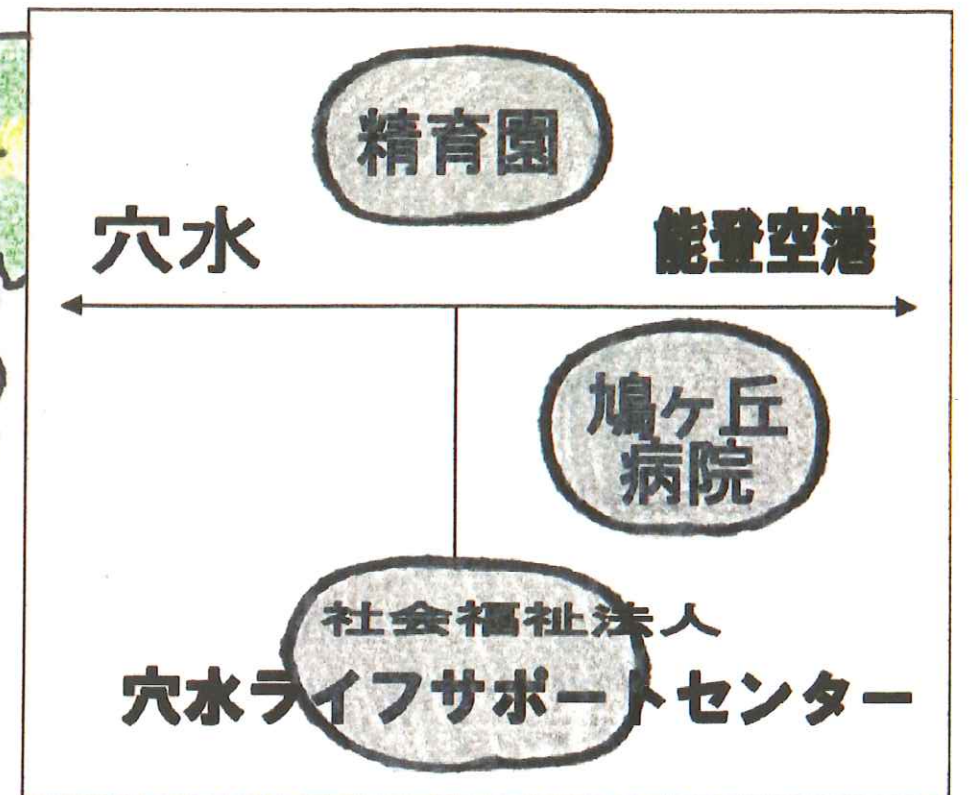 精育園
穴水
能登空港
鳩ヶ丘
病院
社会福祉法人
穴水ライフサポートセンター